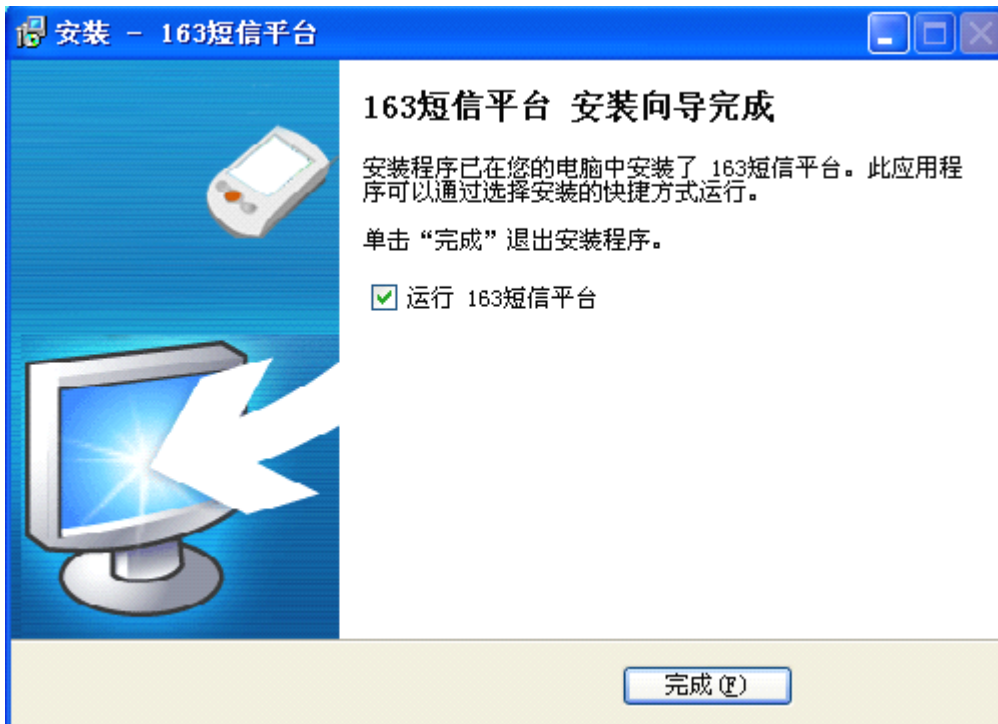 安装 - 163短信平台
163短信平台 安装向导完成
安装程序已在您的电脑中安装了 163短信平台。此应用程
序可以通过选择安装的快捷方式运行。
单击“完成”退出安装程序。
运行 163短信平台
完成(F)